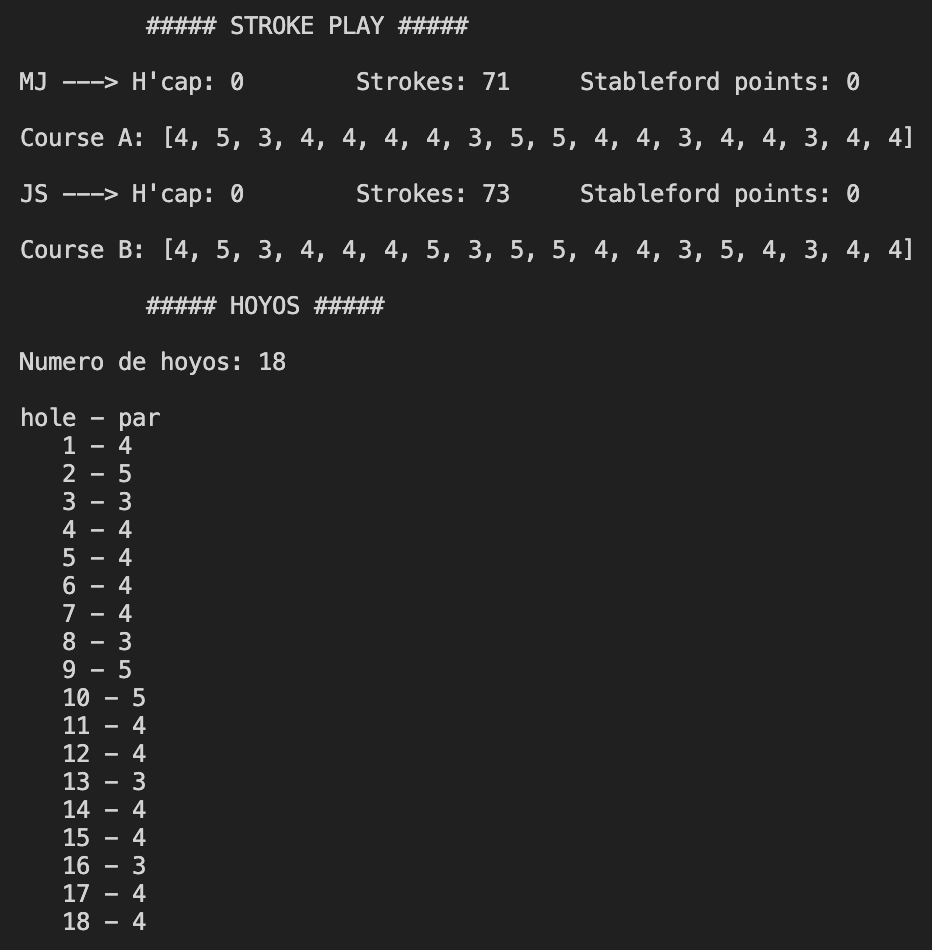 ##### STROKE PLAY #####
MJ ---> H'cap: 0 Strokes: 71 Stableford points: 0
Course A: [4, 5, 3, 4, 4, 4, 4, 3, 5, 5, 4, 4, 3, 4, 4, 3, 4, 4]
JS ---> H'cap: 0 Strokes: 73 Stableford points: 0
Course B: [4, 5, 3, 4, 4, 4, 5, 3, 5, 5, 4, 4, 3, 5, 4, 3, 4, 4]
##### HOYOS #####
Numero de hoyos: 18
hole - par
1 - 4
2 - 5
3 - 3
4 - 4
5 - 4
6 - 4
7 - 4
8 - 3
9 - 5
10 - 5
11 - 4
12 - 4
13 - 3
14 - 4
15 - 4
16 - 3
17 - 4
18 - 4